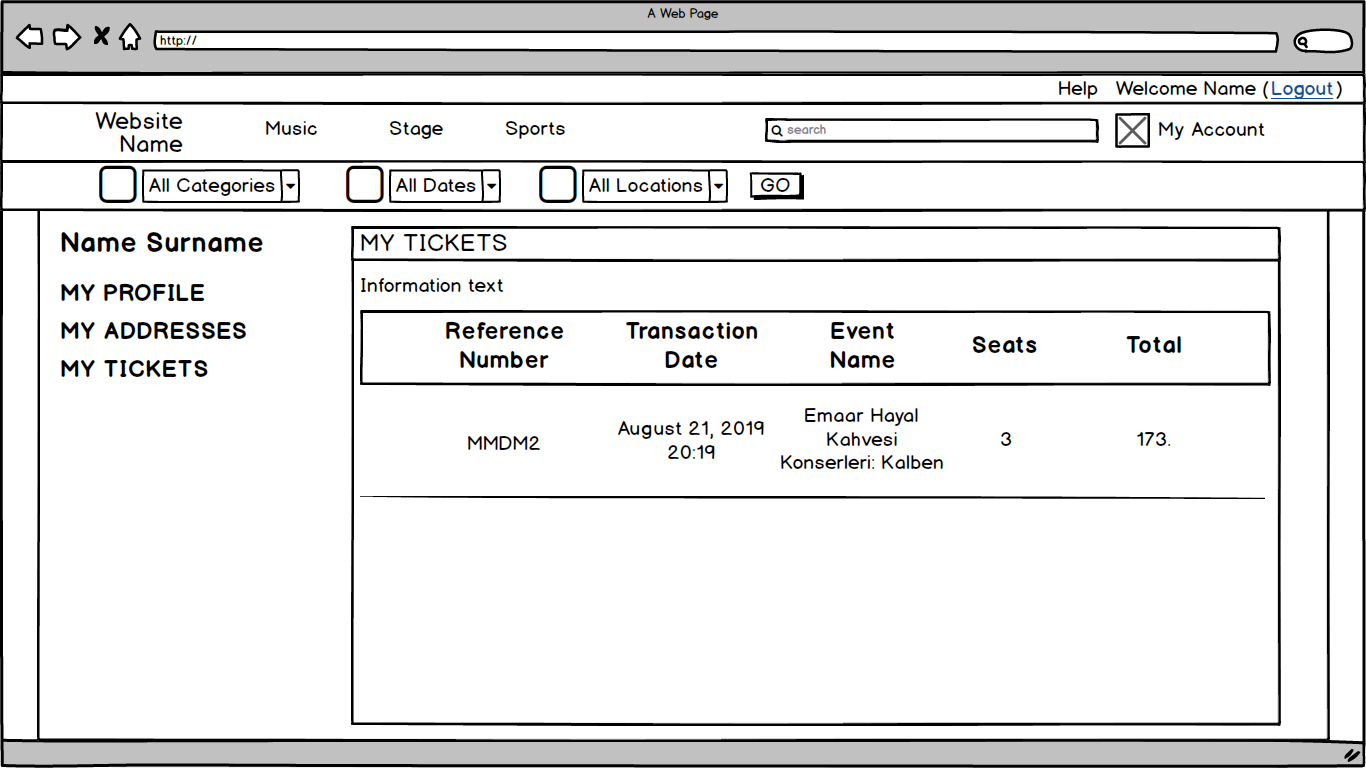 A Web Page
http://
Help Welcome Name (Logout)
Website
Name
Music Stage Sports
search
My Account
All Categories All Dates All Locations GO
Name Surname
MY PROFILE
MY ADDRESSES
MY TICKETS
MY TICKETS
Information text
Reference
Number
Transaction
Date
Event
Name
Seats
Total
MMDM2
August 21, 2019
20:19
Emaar Hayal
Kahvesi
Konserleri: Kalben
3
173.